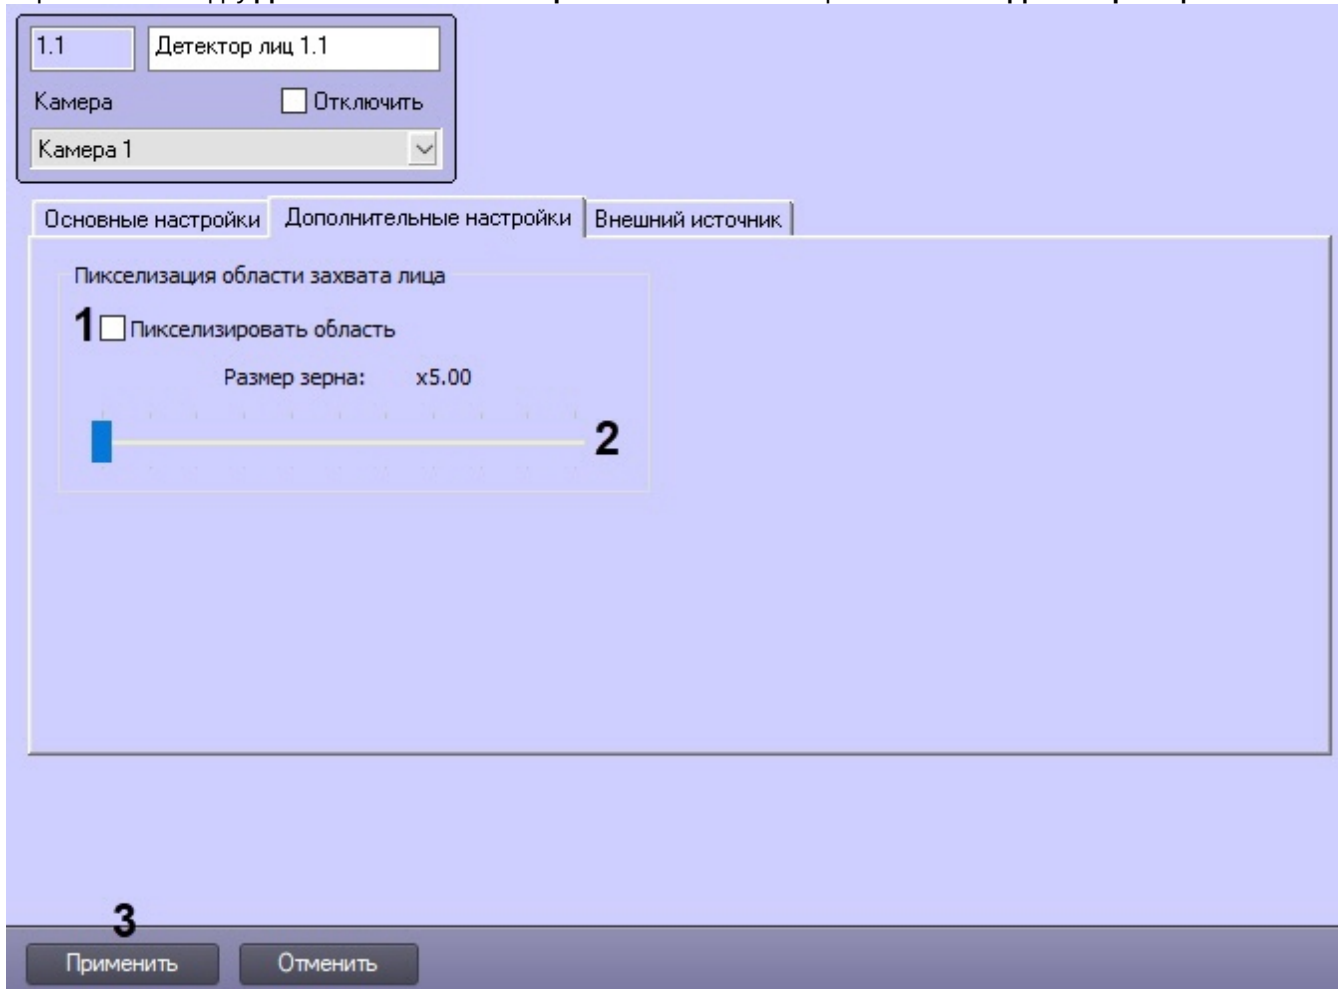 1.1 Детектор лиц 1.1
Камера Отключить
Камера 1
Основные настройки Дополнительные настройки Внешний источник
Пикселизация области захвата лица
1 Пикселизировать область
Размер зерна: x5.00
2
3
Применить Отменить